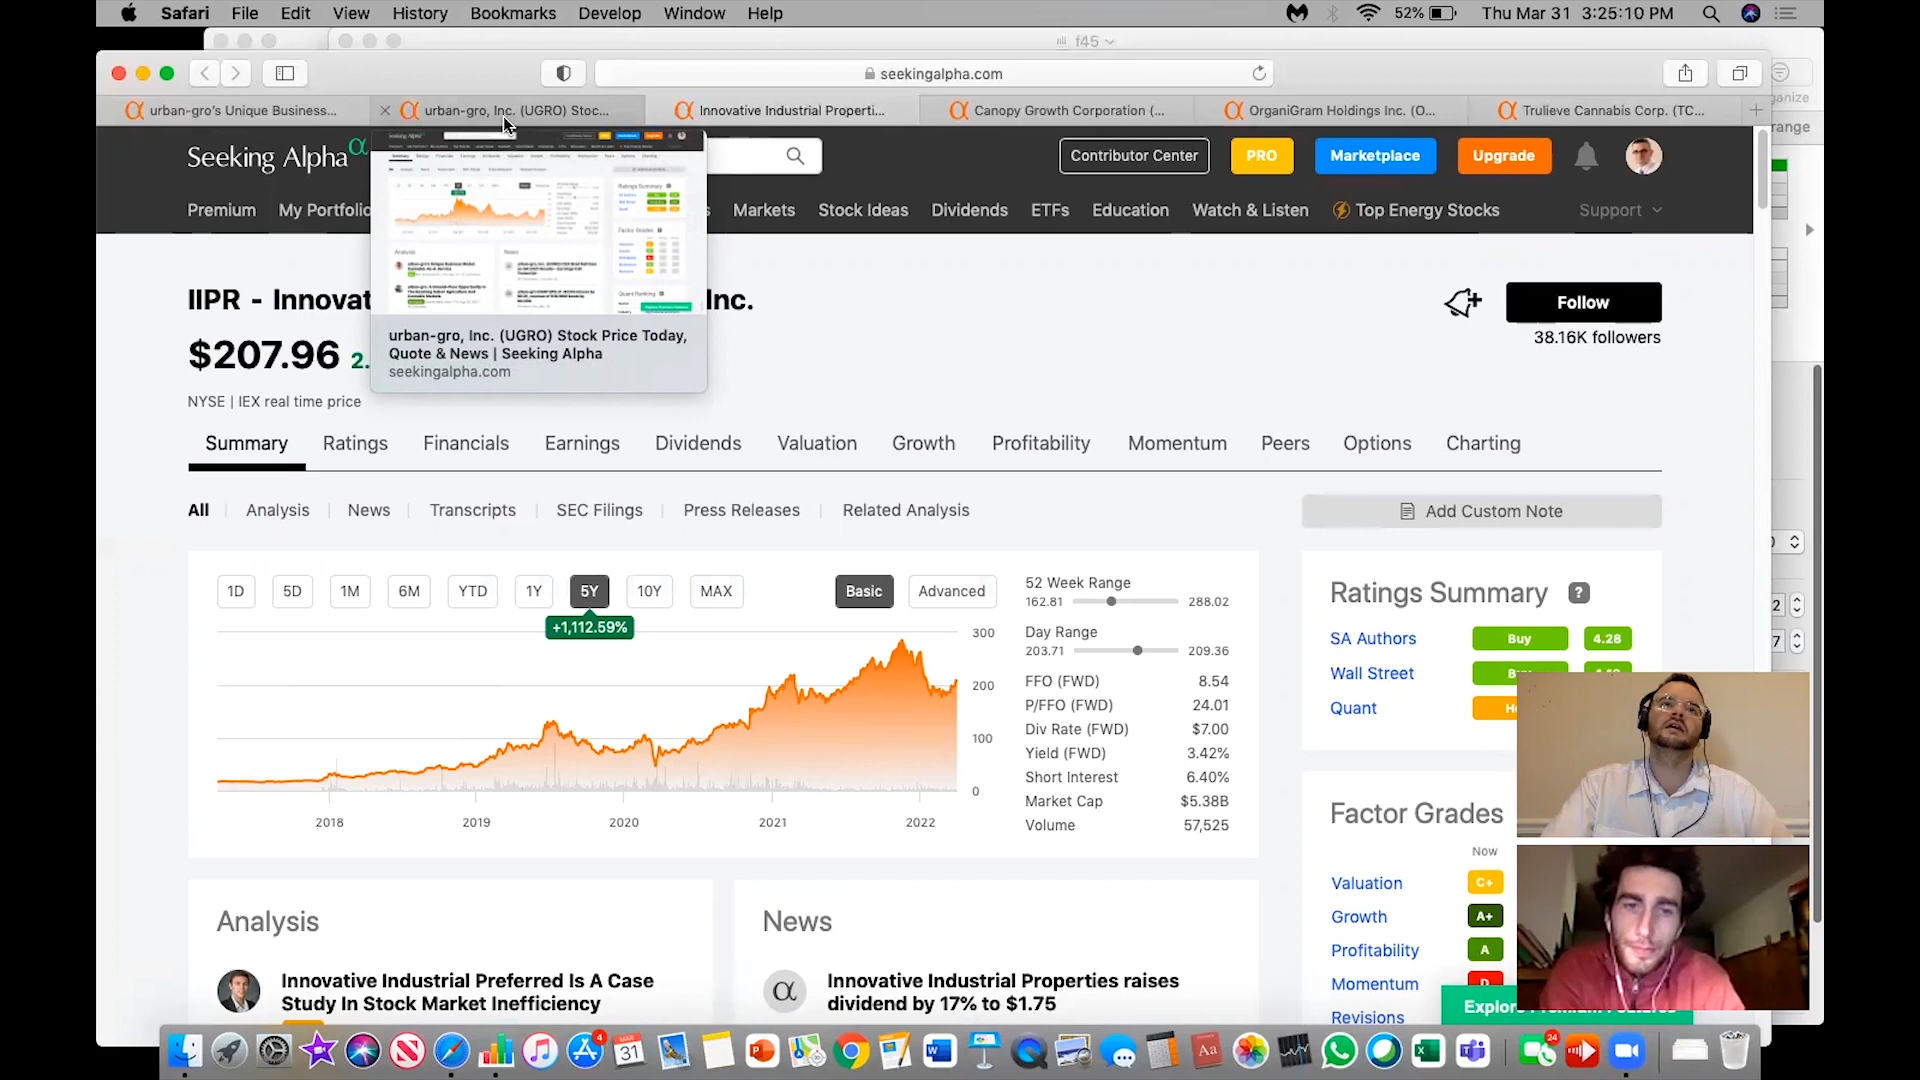 Safari File Edit View History Bookmarks Develop Window Help 52% Thu Mar 31 3:25:10 PM
f45
seekingalpha.com
urban-gro's Unique Business...
urban-gro, Inc. (UGRO) Stoc...
Innovative Industrial Properti...
Canopy Growth Corporation (...
OrganiGram Holdings Inc. (O...
Trulieve Cannabis Corp. (TC...
Seeking Alpha α
Contributor Center PRO Marketplace Upgrade
Premium My Portfolio Markets Stock Ideas Dividends ETFs Education Watch & Listen Top Energy Stocks Support
urban-gro, Inc. (UGRO) Stock Price Today,
Quote & News | Seeking Alpha
seekingalpha.com
IIPR - Innovat Inc.
$207.96 2.
NYSE | IEX real time price
Follow
38.16K followers
Summary Ratings Financials Earnings Dividends Valuation Growth Profitability Momentum Peers Options Charting
All Analysis News Transcripts SEC Filings Press Releases Related Analysis
Add Custom Note
1D 5D 1M 6M YTD 1Y 5Y 10Y MAX Basic Advanced
+1,112.59%
300
200
100
0
2018 2019 2020 2021 2022
52 Week Range
162.81 288.02
Day Range
203.71 209.36
FFO (FWD) 8.54
P/FFO (FWD) 24.01
Div Rate (FWD) $7.00
Yield (FWD) 3.42%
Short Interest 6.40%
Market Cap $5.38B
Volume 57,525
Ratings Summary ?
SA Authors Buy 4.28
Wall Street
Quant
Factor Grades
Now
Valuation C+
Growth A+
Profitability A
Momentum D
Revisions
Analysis
Innovative Industrial Preferred Is A Case
Study In Stock Market Inefficiency
News
α
Innovative Industrial Properties raises
dividend by 17% to $1.75
4
MAR
31
Aa
24